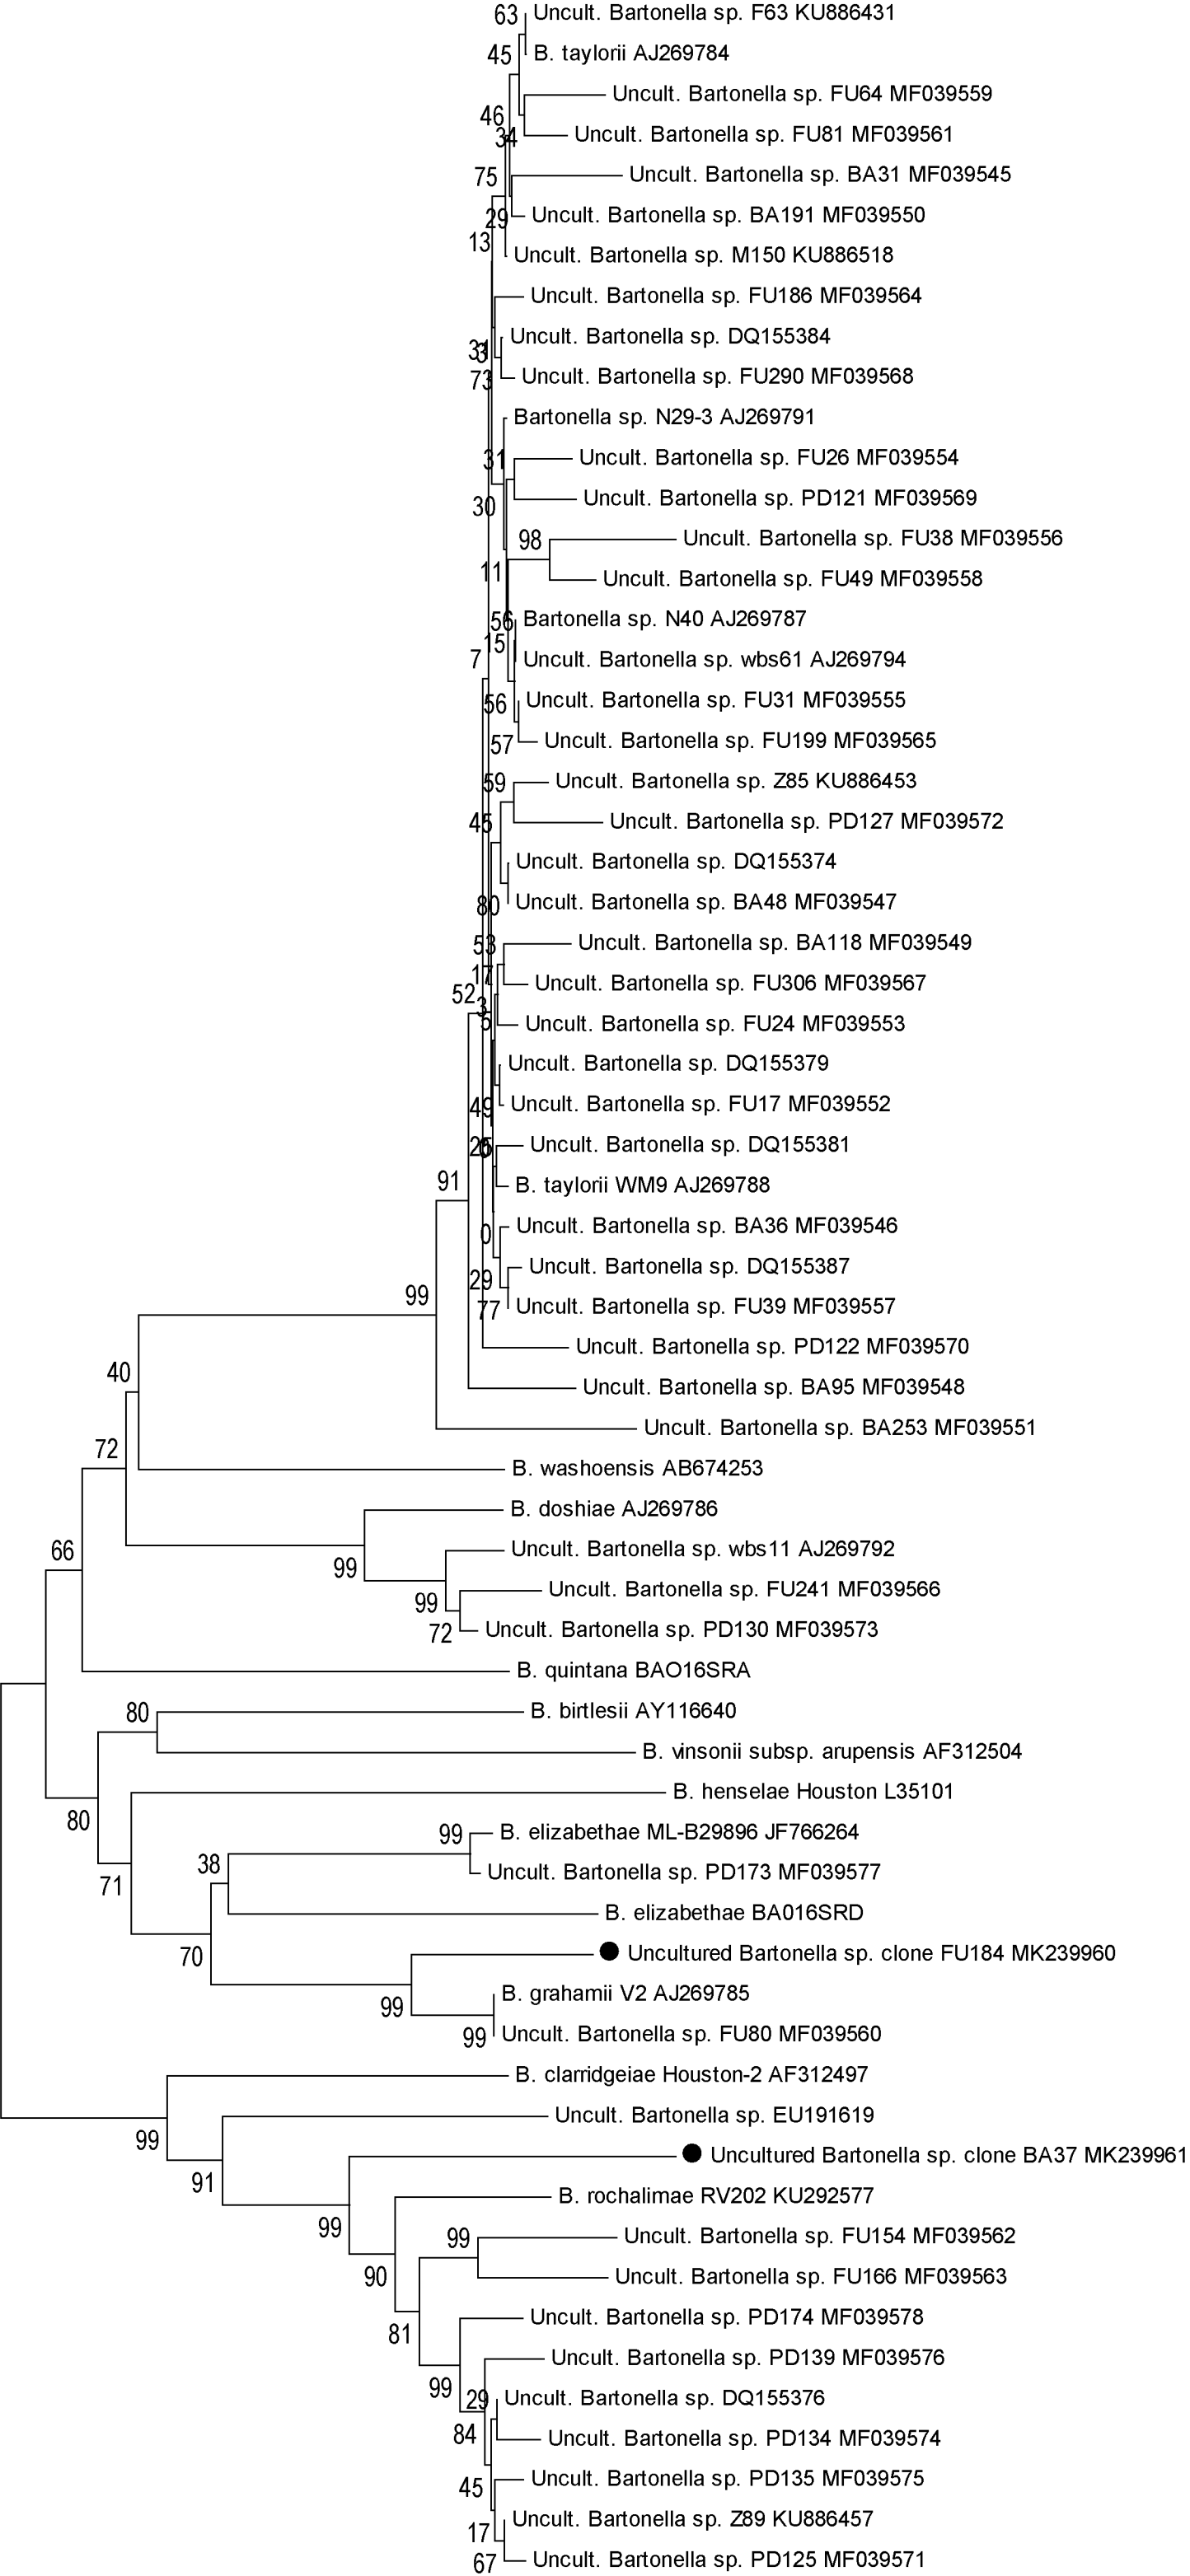 63
Uncult. Bartonella sp. F63 KU886431
45
B. taylorii AJ269784
Uncult. Bartonella sp. FU64 MF039559
46
34
Uncult. Bartonella sp. FU81 MF039561
75
Uncult. Bartonella sp. BA31 MF039545
29
Uncult. Bartonella sp. BA191 MF039550
13
Uncult. Bartonella sp. M150 KU886518
Uncult. Bartonella sp. FU186 MF039564
Uncult. Bartonella sp. DQ155384
31
3
73
Uncult. Bartonella sp. FU290 MF039568
Bartonella sp. N29-3 AJ269791
31
Uncult. Bartonella sp. FU26 MF039554
30
Uncult. Bartonella sp. PD121 MF039569
98
Uncult. Bartonella sp. FU38 MF039556
11
Uncult. Bartonella sp. FU49 MF039558
56
Bartonella sp. N40 AJ269787
15
7
Uncult. Bartonella sp. wbs61 AJ269794
56
Uncult. Bartonella sp. FU31 MF039555
57
Uncult. Bartonella sp. FU199 MF039565
59
Uncult. Bartonella sp. Z85 KU886453
45
Uncult. Bartonella sp. PD127 MF039572
Uncult. Bartonella sp. DQ155374
80
Uncult. Bartonella sp. BA48 MF039547
53
Uncult. Bartonella sp. BA118 MF039549
17
Uncult. Bartonella sp. FU306 MF039567
52
3
5
Uncult. Bartonella sp. FU24 MF039553
Uncult. Bartonella sp. DQ155379
49
Uncult. Bartonella sp. FU17 MF039552
Uncult. Bartonella sp. DQ155381
91
B. taylorii WM9 AJ269788
0
Uncult. Bartonella sp. BA36 MF039546
29
Uncult. Bartonella sp. DQ155387
99
77
Uncult. Bartonella sp. FU39 MF039557
Uncult. Bartonella sp. PD122 MF039570
40
Uncult. Bartonella sp. BA95 MF039548
Uncult. Bartonella sp. BA253 MF039551
72
B. washoensis AB674253
B. doshiae AJ269786
66
99
Uncult. Bartonella sp. wbs11 AJ269792
99
Uncult. Bartonella sp. FU241 MF039566
72
Uncult. Bartonella sp. PD130 MF039573
B. quintana BAO16SRA
80
B. birtlesii AY116640
B. vinsonii subsp. arupensis AF312504
80
B. henselae Houston L35101
99
B. elizabethae ML-B29896 JF766264
71
38
Uncult. Bartonella sp. PD173 MF039577
B. elizabethae BA016SRD
70
Uncultured Bartonella sp. clone FU184 MK239960
99
B. grahamii V2 AJ269785
99
Uncult. Bartonella sp. FU80 MF039560
B. clarridgeiae Houston-2 AF312497
99
Uncult. Bartonella sp. EU191619
91
Uncultured Bartonella sp. clone BA37 MK239961
99
B. rochalimae RV202 KU292577
99
Uncult. Bartonella sp. FU154 MF039562
90
Uncult. Bartonella sp. FU166 MF039563
81
Uncult. Bartonella sp. PD174 MF039578
99
Uncult. Bartonella sp. PD139 MF039576
29
Uncult. Bartonella sp. DQ155376
84
Uncult. Bartonella sp. PD134 MF039574
45
Uncult. Bartonella sp. PD135 MF039575
17
Uncult. Bartonella sp. Z89 KU886457
67
Uncult. Bartonella sp. PD125 MF039571